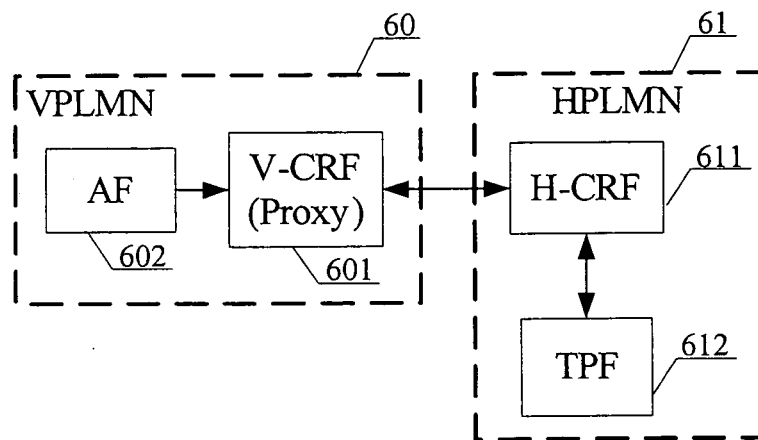 60
61
VPLMN
HPLMN
AF
V-CRF
(Proxy)
H-CRF
611
602
601
TPF
612